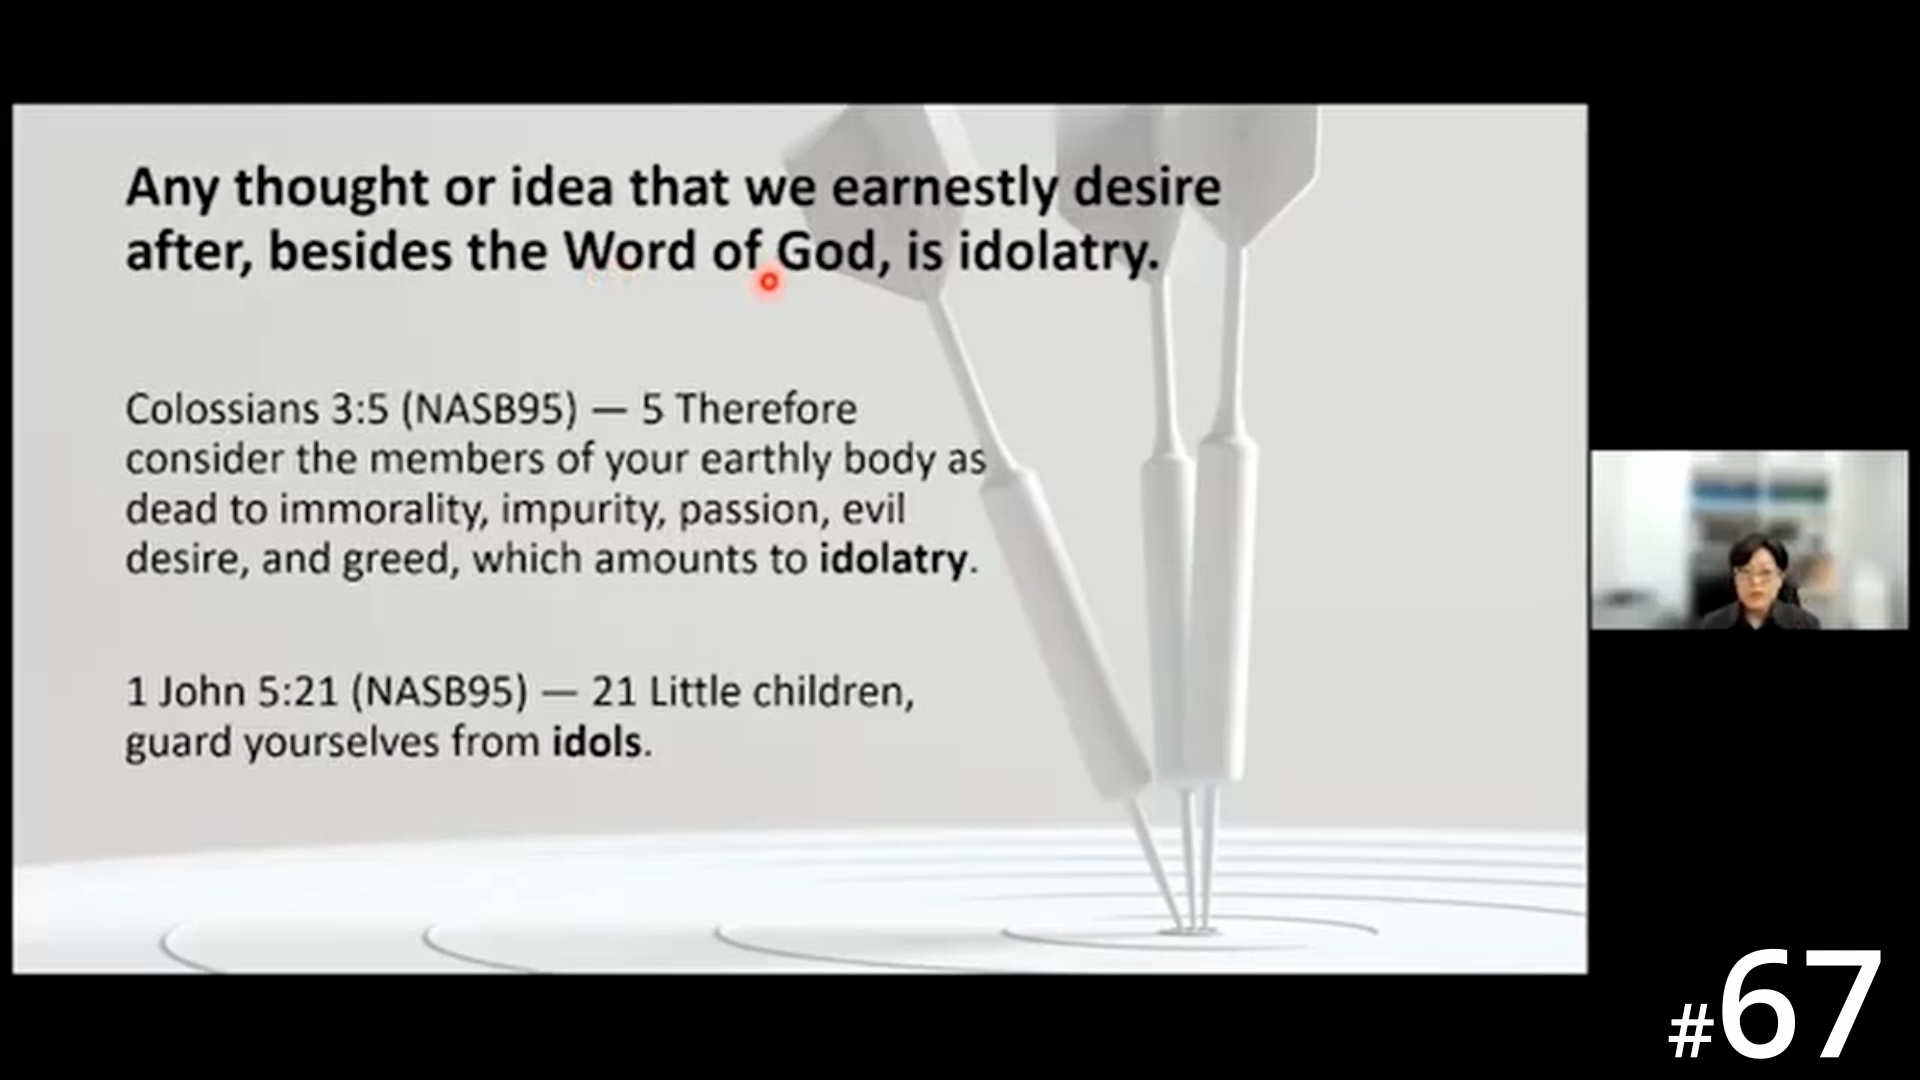 Any thought or idea that we earnestly desire
after, besides the Word of God, is idolatry.
Colossians 3:5 (NASB95) — 5 Therefore
consider the members of your earthly body as
dead to immorality, impurity, passion, evil
desire, and greed, which amounts to idolatry.
1 John 5:21 (NASB95) — 21 Little children,
guard yourselves from idols.
#67